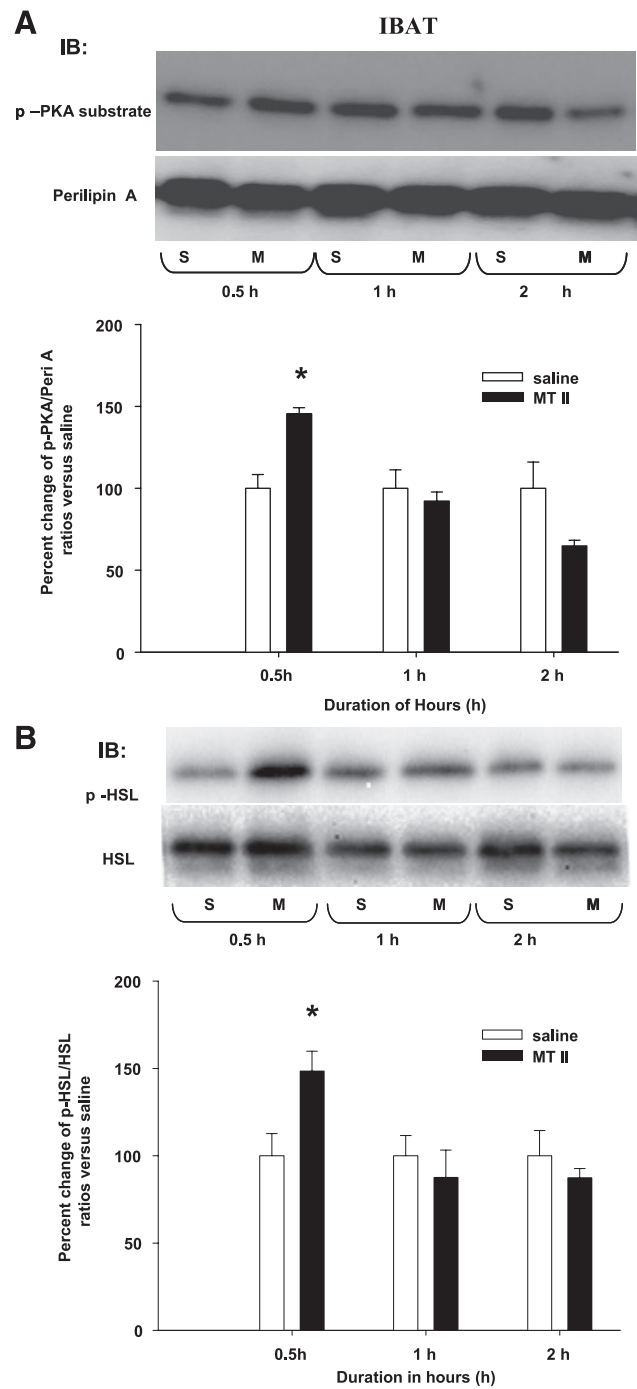 A
IBAT
IB:
p –PKA substrate
Perilipin A
S M S M S M
0.5 h 1 h 2 h
200
150
100
50
0
Percent change of p-PKA/Peri A
ratios versus saline
*
saline
MT II
0.5h 1 h 2 h
Duration of Hours (h)
B
IB:
p -HSL
HSL
S M S M S M
0.5 h 1 h 2 h
200
150
100
50
0
Percent change of p-HSL/HSL
ratios versus saline
*
saline
MT II
0.5h 1 h 2 h
Duration in hours (h)